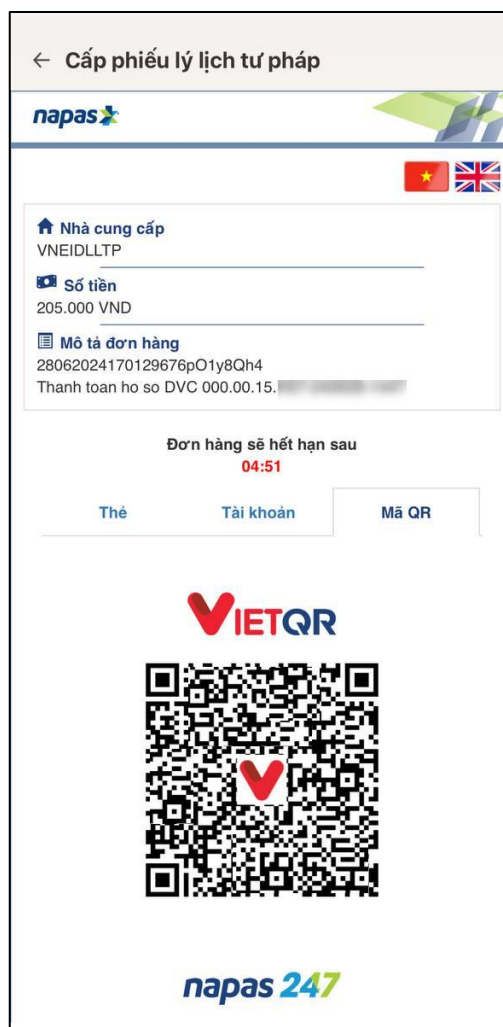 ← Cấp phiếu lý lịch tư pháp
napas
Nhà cung cấp
VNEIDLLTP
Số tiền
205.000 VND
Mô tả đơn hàng
28062024170129676pO1y8Qh4
Thanh toan ho so DVC 000.00.15.
Đơn hàng sẽ hết hạn sau
04:51
Thẻ Tài khoản Mã QR
VIETQR
napas 247